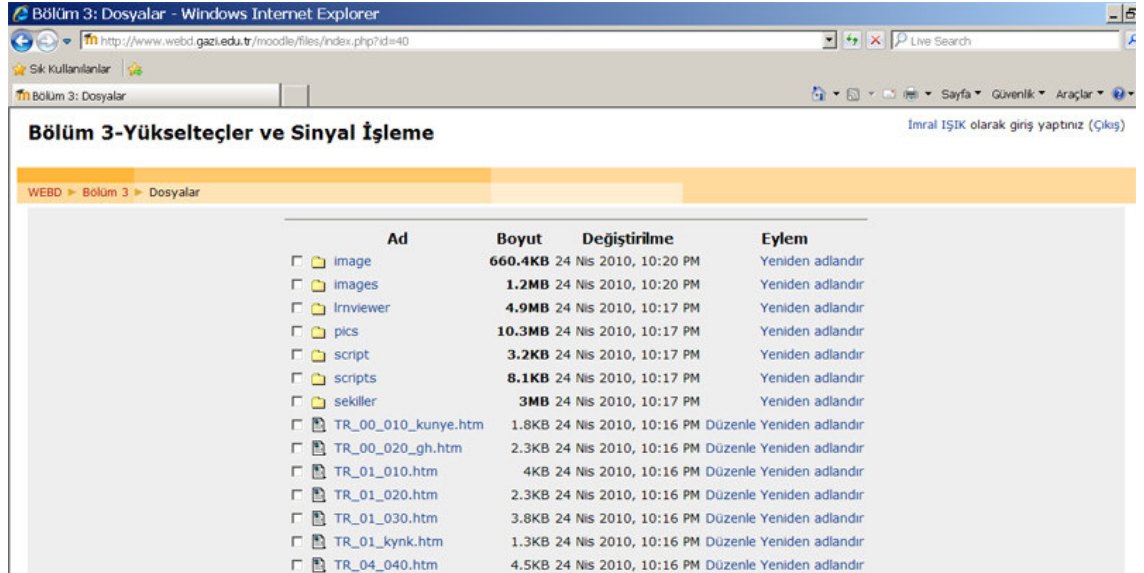 Bölüm 3: Dosyalar - Windows Internet Explorer
http://www.webd.gazi.edu.tr/moodle/files/index.php?id=40
Live Search
Sık Kullanılanlar
Bölüm 3: Dosyalar
Sayfa Güvenlik Araçlar
Bölüm 3-Yükselteçler ve Sinyal İşleme
İmral IŞIK olarak giriş yaptınız (Çıkış)
WEBD ► Bölüm 3 ► Dosyalar
Ad Boyut Değiştirilme Eylem
image 660.4KB 24 Nis 2010, 10:20 PM Yeniden adlandır
images 1.2MB 24 Nis 2010, 10:20 PM Yeniden adlandır
lrnviewer 4.9MB 24 Nis 2010, 10:17 PM Yeniden adlandır
pics 10.3MB 24 Nis 2010, 10:17 PM Yeniden adlandır
script 3.2KB 24 Nis 2010, 10:17 PM Yeniden adlandır
scripts 8.1KB 24 Nis 2010, 10:17 PM Yeniden adlandır
sekiller 3MB 24 Nis 2010, 10:17 PM Yeniden adlandır
TR_00_010_kunye.htm 1.8KB 24 Nis 2010, 10:16 PM Düzenle Yeniden adlandır
TR_00_020_gh.htm 2.3KB 24 Nis 2010, 10:16 PM Düzenle Yeniden adlandır
TR_01_010.htm 4KB 24 Nis 2010, 10:16 PM Düzenle Yeniden adlandır
TR_01_020.htm 2.3KB 24 Nis 2010, 10:16 PM Düzenle Yeniden adlandır
TR_01_030.htm 3.8KB 24 Nis 2010, 10:16 PM Düzenle Yeniden adlandır
TR_01_kynk.htm 1.3KB 24 Nis 2010, 10:16 PM Düzenle Yeniden adlandır
TR_04_040.htm 4.5KB 24 Nis 2010, 10:16 PM Düzenle Yeniden adlandır